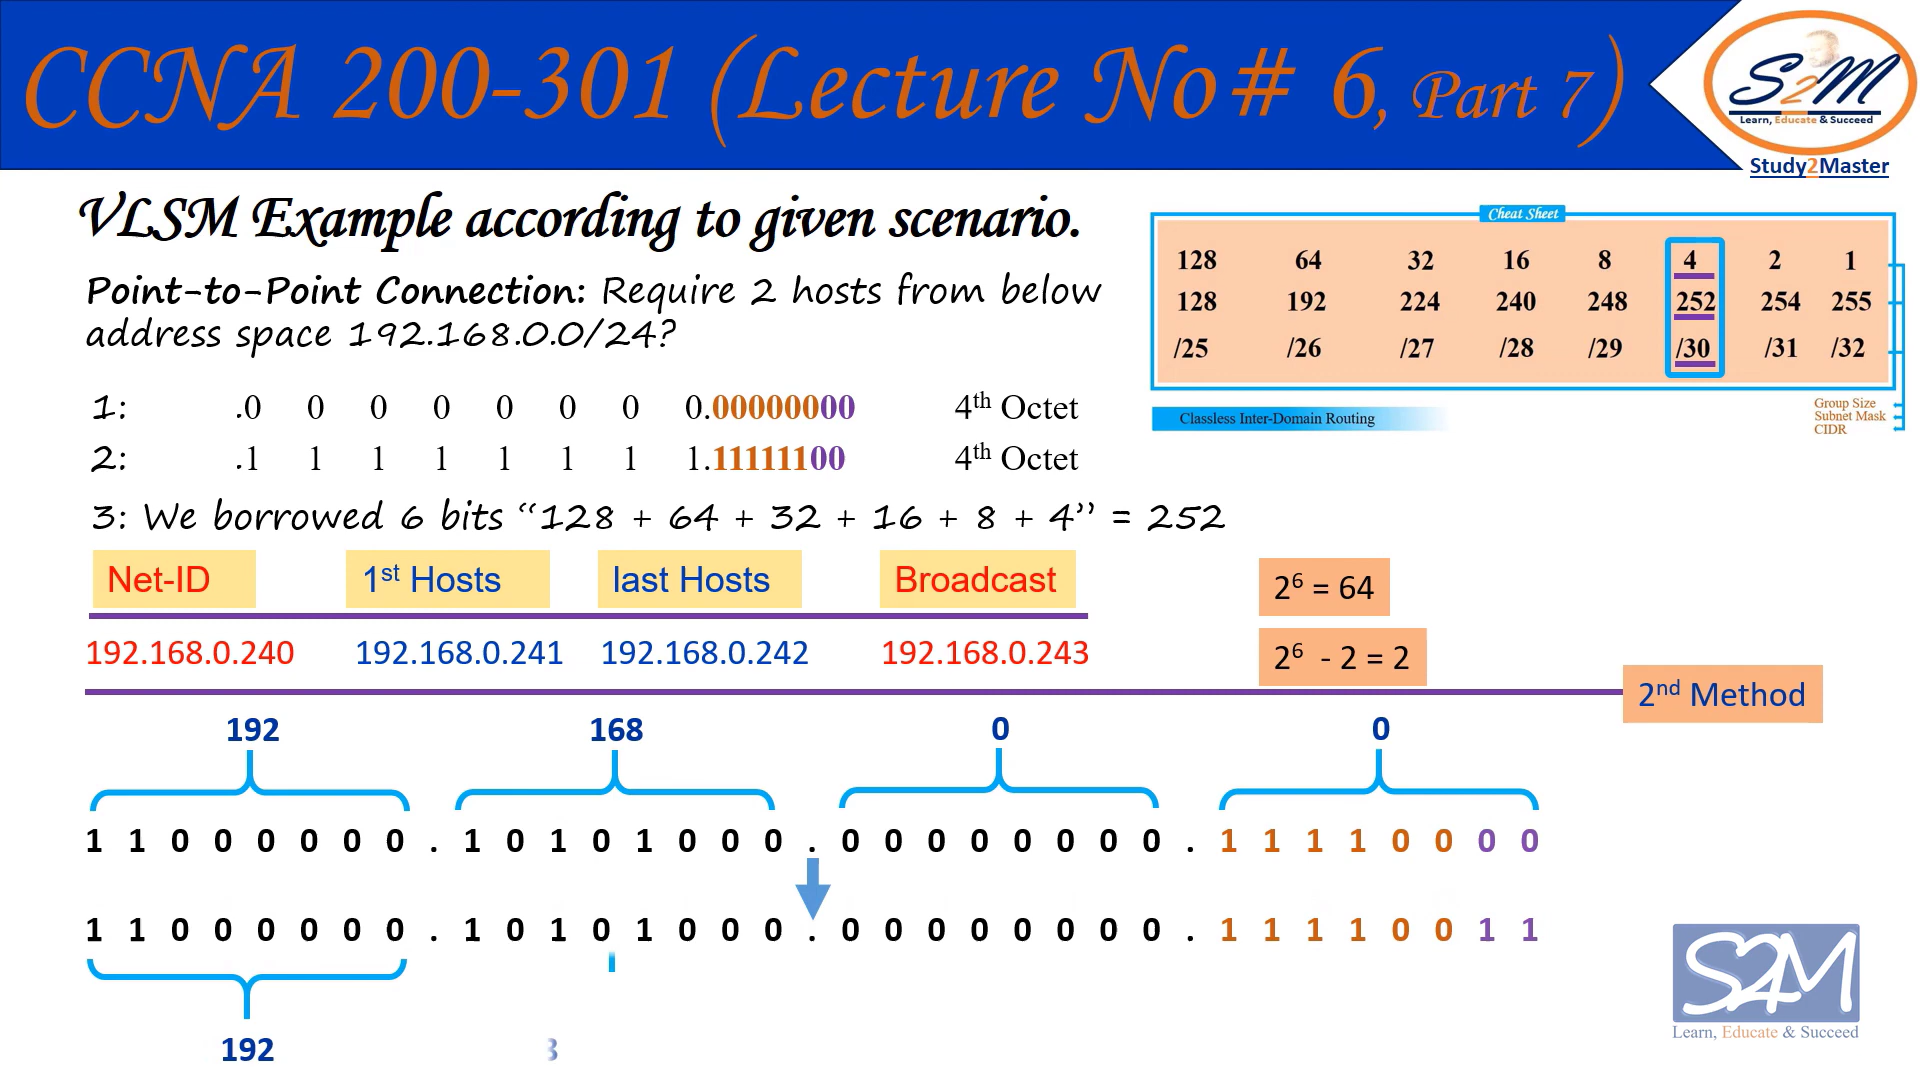 CCNA 200-301 (Lecture No# 6, Part 7)
S2M
Learn, Educate & Succeed
Study2Master
VLSM Example according to given scenario.
Point-to-Point Connection: Require 2 hosts from below
address space 192.168.0.0/24?
Cheat Sheet
128 64 32 16 8 4 2 1
128 192 224 240 248 252 254 255
/25 /26 /27 /28 /29 /30 /31 /32
Classless Inter-Domain Routing
Group Size
Subnet Mask
CIDR
1: .0 0 0 0 0 0 0 0.0000000000 4th Octet
2: .1 1 1 1 1 1 1 1.11111100 4th Octet
3: We borrowed 6 bits “128 + 64 + 32 + 16 + 8 + 4” = 252
Net-ID 1st Hosts last Hosts Broadcast
2⁶ = 64
192.168.0.240 192.168.0.241 192.168.0.242 192.168.0.243
2⁶ - 2 = 2
2nd Method
192 168 0 0
1 1 0 0 0 0 0 0 . 1 0 1 0 1 0 0 0 . 0 0 0 0 0 0 0 0 . 1 1 1 1 0 0 0 0
1 1 0 0 0 0 0 0 . 1 0 1 0 1 0 0 0 . 0 0 0 0 0 0 0 0 . 1 1 1 1 0 0 1 1
192
S2M
Learn, Educate & Succeed